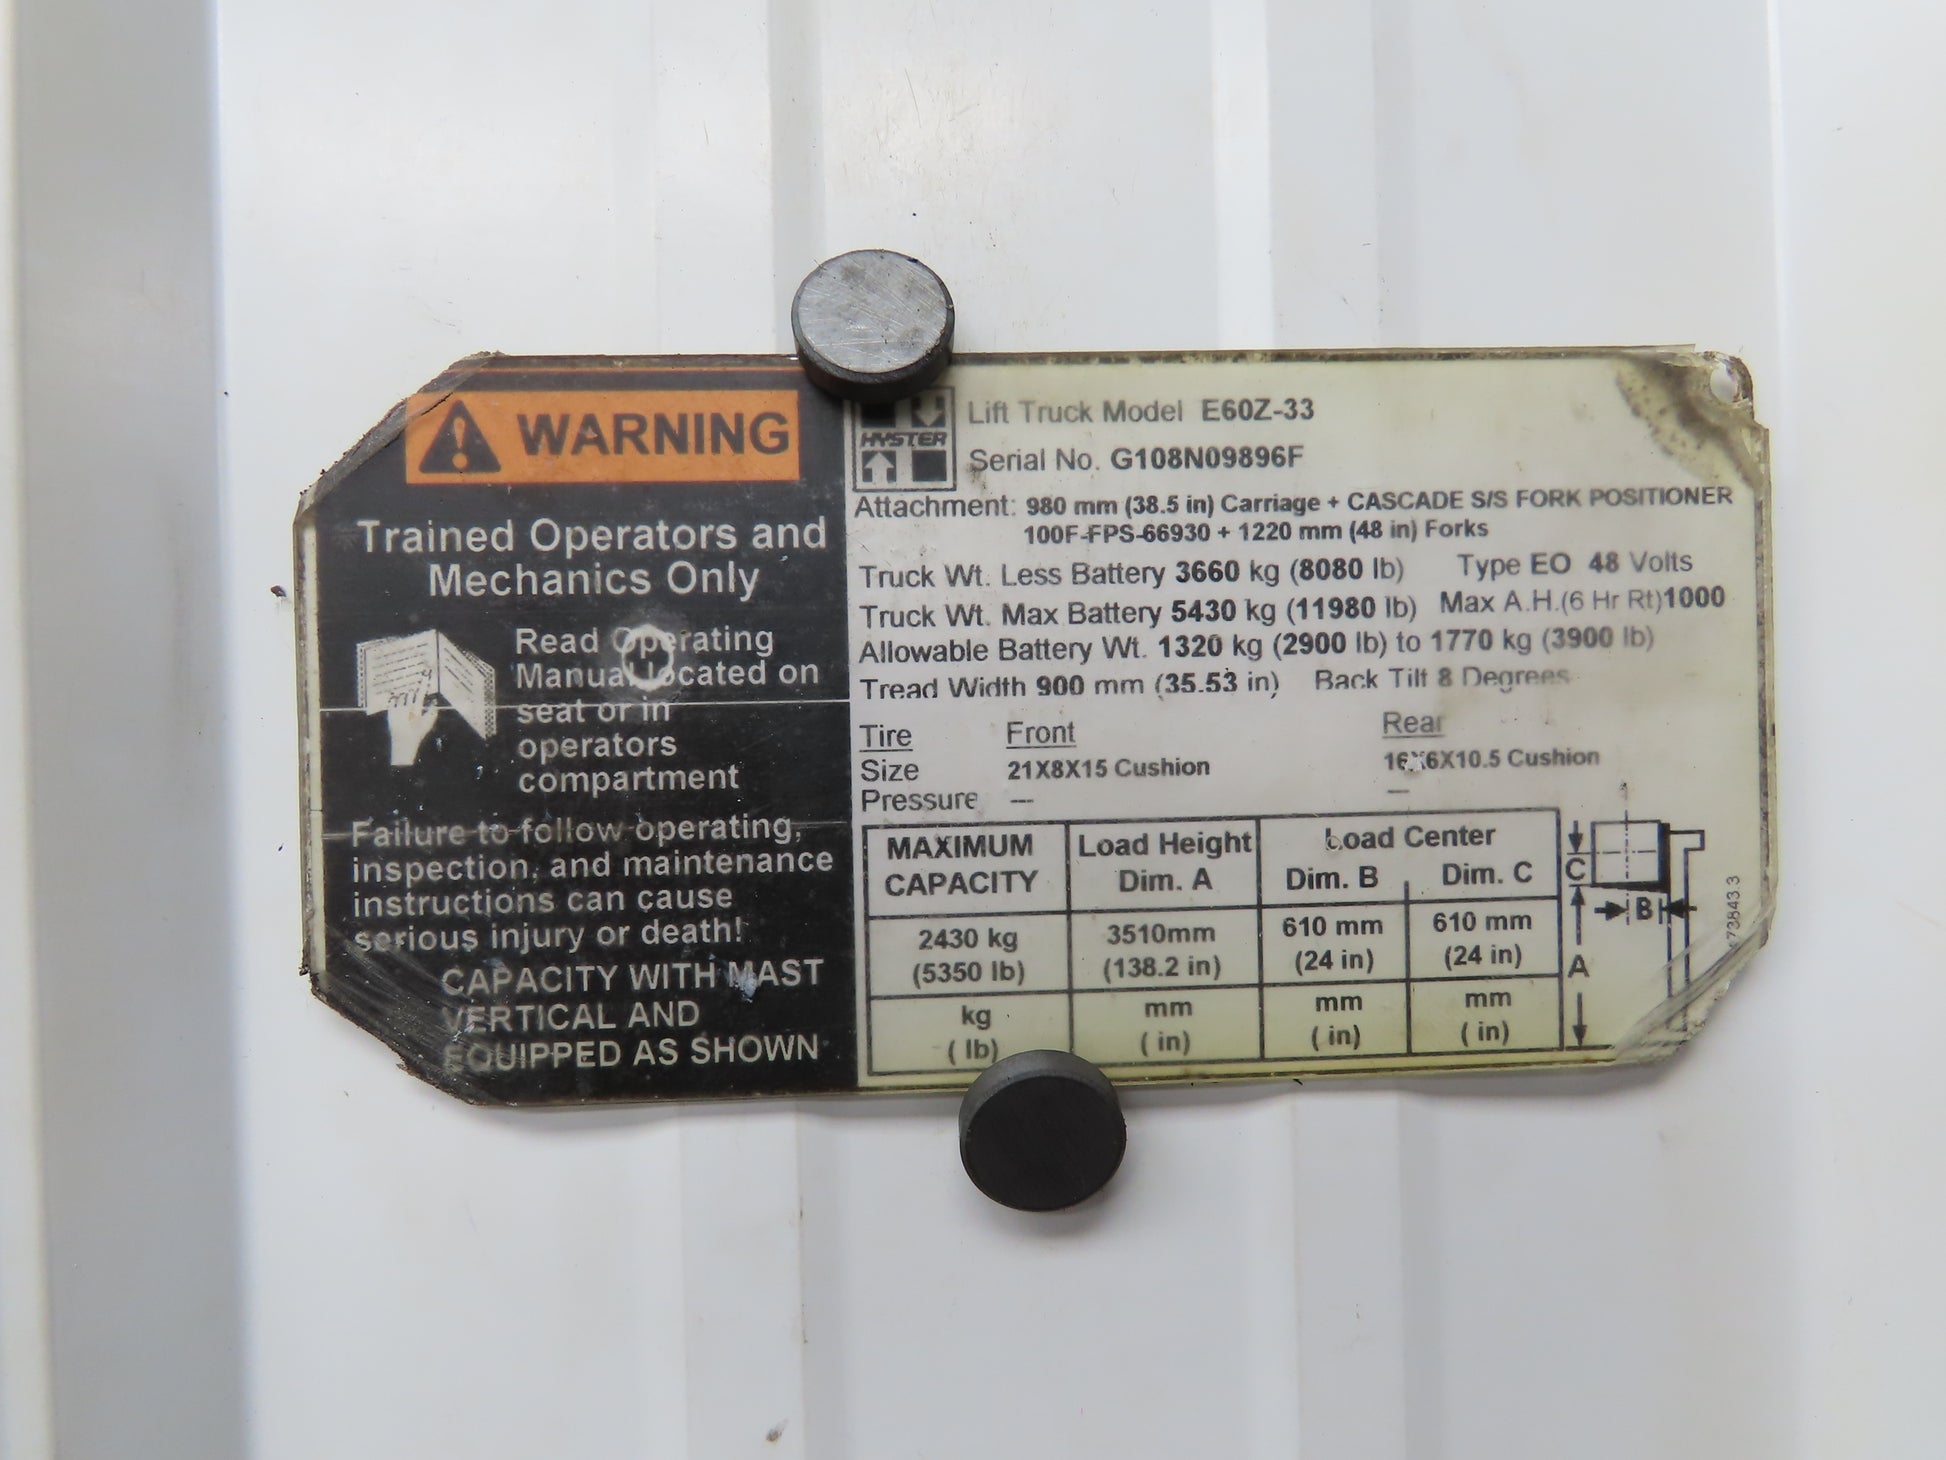 WARNING
Trained Operators and
Mechanics Only
Read Operating
Manual located on
seat or in
operators
compartment
Failure to follow operating,
inspection, and maintenance
instructions can cause
serious injury or death!
CAPACITY WITH MAST
VERTICAL AND
EQUIPPED AS SHOWN
HYSTER
Lift Truck Model E60Z-33
Serial No. G108N09896F
Attachment: 980 mm (38.5 in) Carriage + CASCADE S/S FORK POSITIONER
100F-FPS-66930 + 1220 mm (48 in) Forks
Truck Wt. Less Battery 3660 kg (8080 lb) Type EO 48 Volts
Truck Wt. Max Battery 5430 kg (11980 lb) Max A.H.(6 Hr Rt)1000
Allowable Battery Wt. 1320 kg (2900 lb) to 1770 kg (3900 lb)
Tread Width 900 mm (35.53 in) Back Tilt 8 Degrees
Tire Front Rear
Size 21X8X15 Cushion 16X6X10.5 Cushion
Pressure — —
MAXIMUM Load Height Load Center
CAPACITY Dim. A Dim. B Dim. C
2430 kg 3510mm 610 mm 610 mm
(5350 lb) (138.2 in) (24 in) (24 in)
kg mm mm mm
( lb) ( in) ( in) ( in)
C
B
A